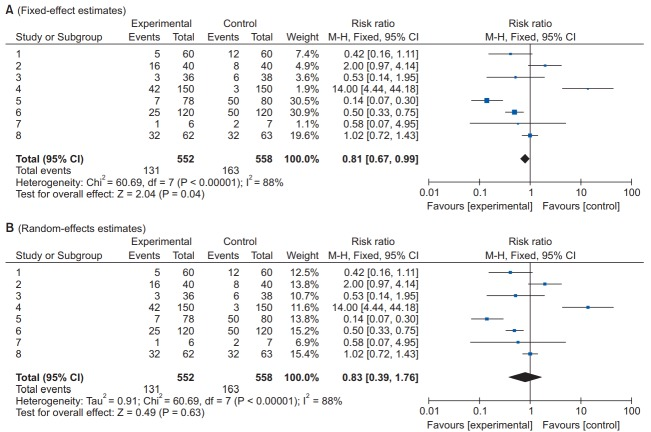 A (Fixed-effect estimates)
Experimental Control Risk ratio Risk ratio
Study or Subgroup Events Total Events Total Weight M-H, Fixed, 95% CI M-H, Fixed, 95% CI
1 5 60 12 60 7.4% 0.42 [0.16, 1.11]
2 16 40 8 40 4.9% 2.00 [0.97, 4.14]
3 3 36 6 38 3.6% 0.53 [0.14, 1.95]
4 42 150 3 150 1.9% 14.00 [4.44, 44.18]
5 7 78 50 80 30.5% 0.14 [0.07, 0.30]
6 25 120 50 120 30.9% 0.50 [0.33, 0.75]
7 1 6 2 7 1.1% 0.58 [0.07, 4.95]
8 32 62 32 63 19.6% 1.02 [0.72, 1.43]
Total (95% CI) 552 558 100.0% 0.81 [0.67, 0.99]
Total events 131 163
Heterogeneity: Chi² = 60.69, df = 7 (P < 0.00001); I² = 88%
Test for overall effect: Z = 2.04 (P = 0.04)
0.01 0.1 1 10 100
Favours [experimental] Favours [control]
B (Random-effects estimates)
Experimental Control Risk ratio Risk ratio
Study or Subgroup Events Total Events Total Weight M-H, Fixed, 95% CI M-H, Fixed, 95% CI
1 5 60 12 60 12.5% 0.42 [0.16, 1.11]
2 16 40 8 40 13.8% 2.00 [0.97, 4.14]
3 3 36 6 38 10.7% 0.53 [0.14, 1.95]
4 42 150 3 150 11.6% 14.00 [4.44, 44.18]
5 7 78 50 80 13.8% 0.14 [0.07, 0.30]
6 25 120 50 120 15.2% 0.50 [0.33, 0.75]
7 1 6 2 7 6.9% 0.58 [0.07, 4.95]
8 32 62 32 63 15.4% 1.02 [0.72, 1.43]
Total (95% CI) 552 558 100.0% 0.83 [0.39, 1.76]
Total events 131 163
Heterogeneity: Tau² = 0.91; Chi² = 60.69, df = 7 (P < 0.00001); I² = 88%
Test for overall effect: Z = 0.49 (P = 0.63)
0.01 0.1 1 10 100
Favours [experimental] Favours [control]